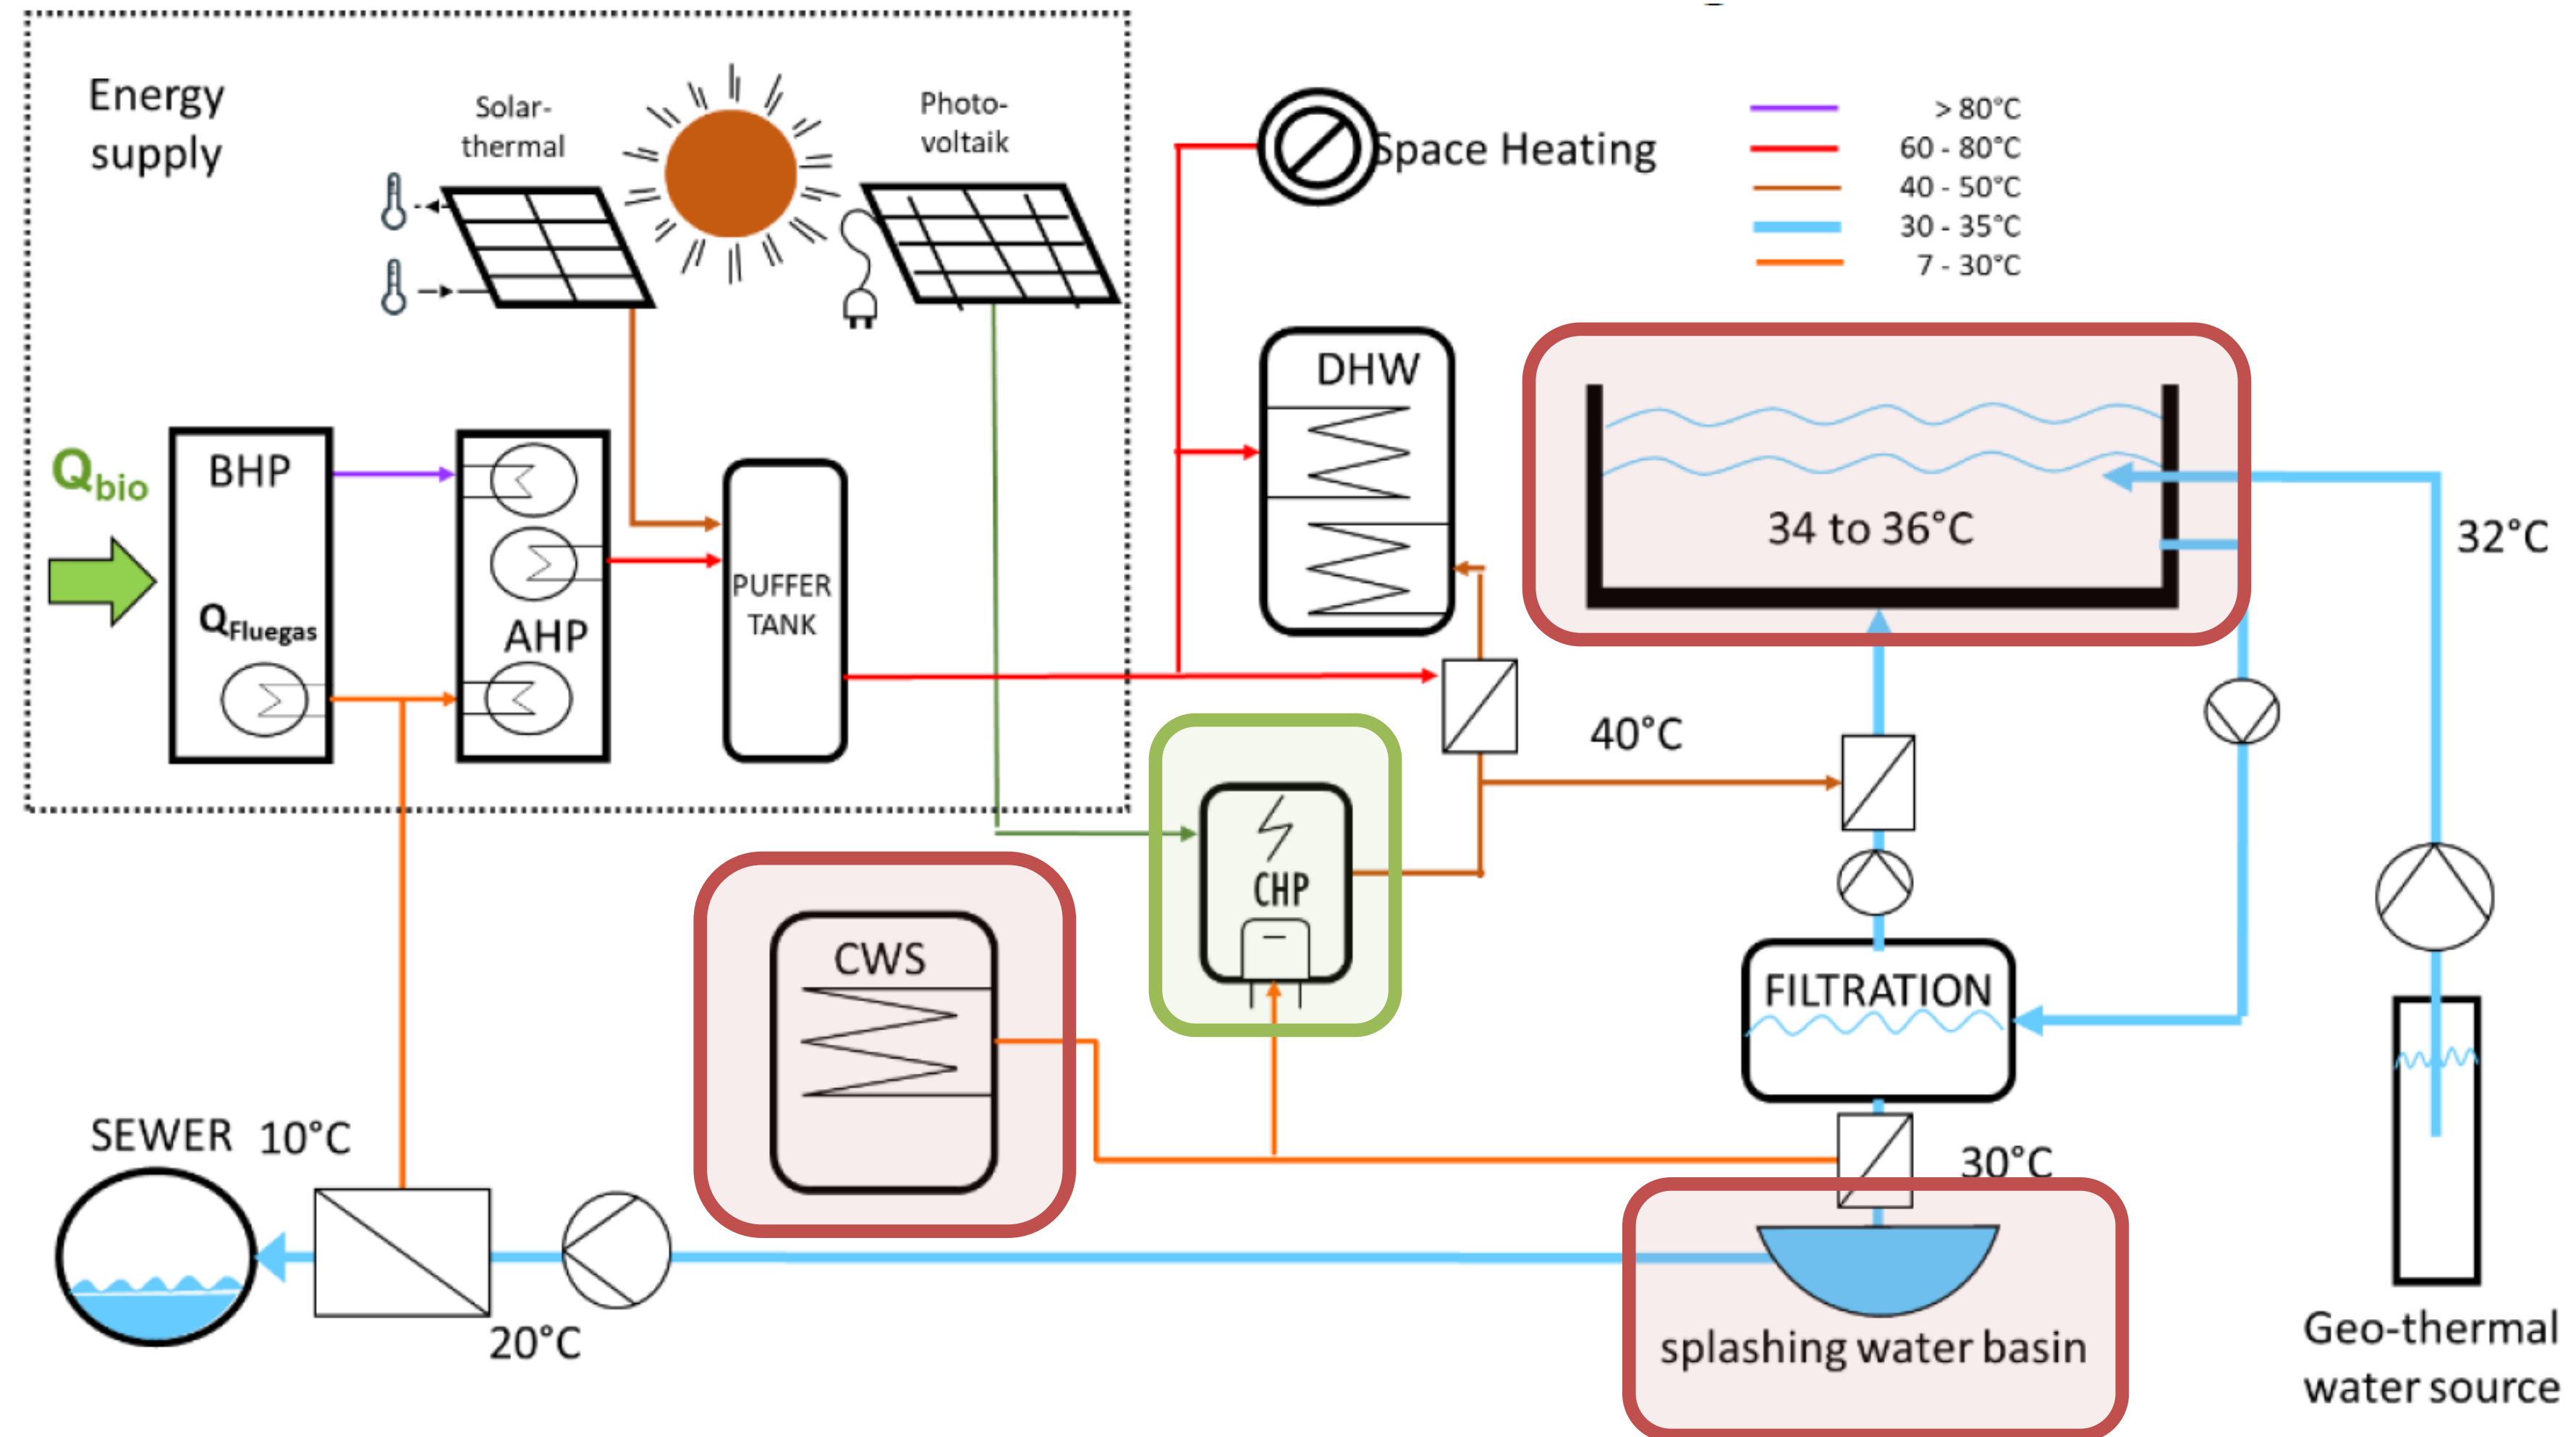 Energy
supply
Solar-
thermal
Photo-
voltaik
Space Heating
> 80°C
60 - 80°C
40 - 50°C
30 - 35°C
7 - 30°C
DHW
34 to 36°C
32°C
Qbio
BHP
QFluegas
AHP
PUFFER
TANK
40°C
CHP
CWS
FILTRATION
30°C
SEWER 10°C
20°C
splashing water basin
Geo-thermal
water source